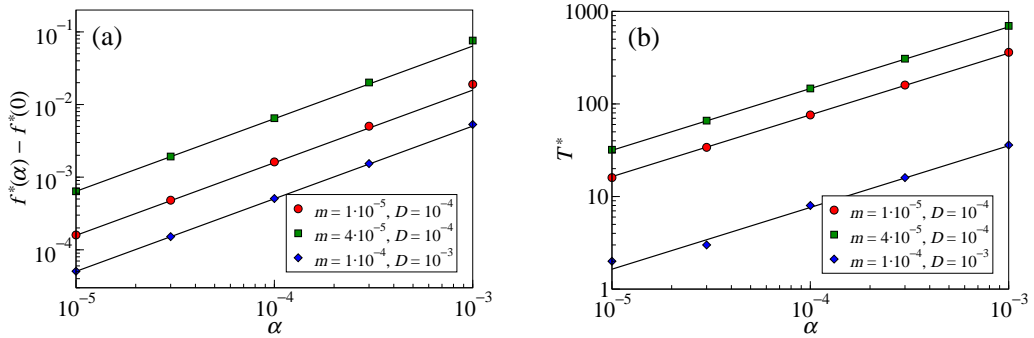 (a)
f*(α) − f*(0)
10⁻¹
10⁻²
10⁻³
10⁻⁴
m = 1·10⁻⁵, D = 10⁻⁴
m = 4·10⁻⁵, D = 10⁻⁴
m = 1·10⁻⁴, D = 10⁻³
10⁻⁵ 10⁻⁴ 10⁻³
α
(b)
T*
1000
100
10
1
m = 1·10⁻⁵, D = 10⁻⁴
m = 4·10⁻⁵, D = 10⁻⁴
m = 1·10⁻⁴, D = 10⁻³
10⁻⁵ 10⁻⁴ 10⁻³
α